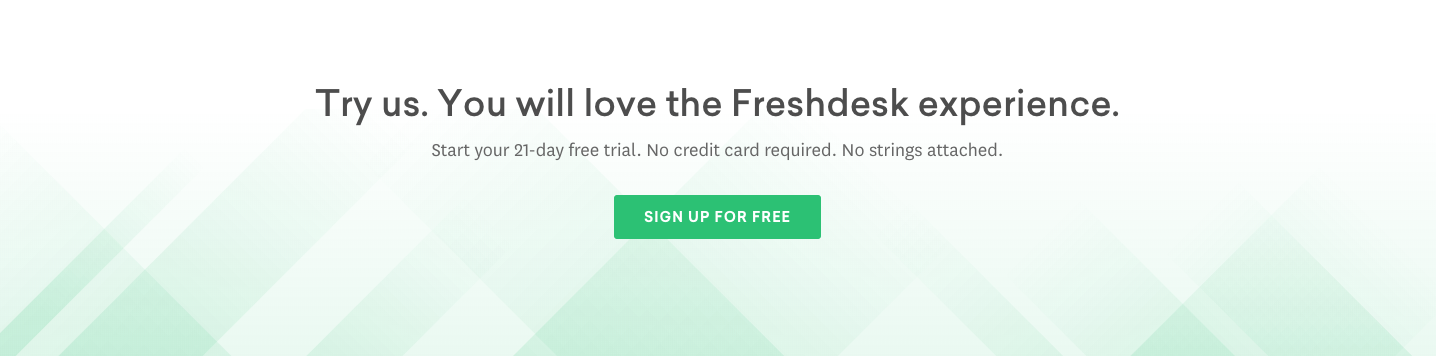 Try us. You will love the Freshdesk experience.
Start your 21-day free trial. No credit card required. No strings attached.
SIGN UP FOR FREE